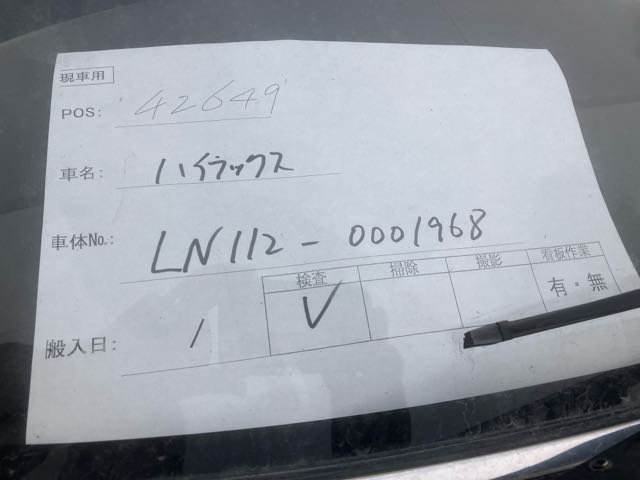 現車用
POS: 42649
車名: ハイラックス
車体No.: LN112-0001968
検査 掃除 撮影 看板作業
搬入日: / V 有・無